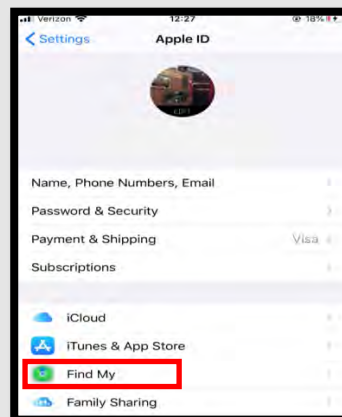 Verizon 12:27 18%
Settings Apple ID
EDIT
Name, Phone Numbers, Email
Password & Security
Payment & Shipping Visa
Subscriptions
iCloud
iTunes & App Store
Find My
Family Sharing